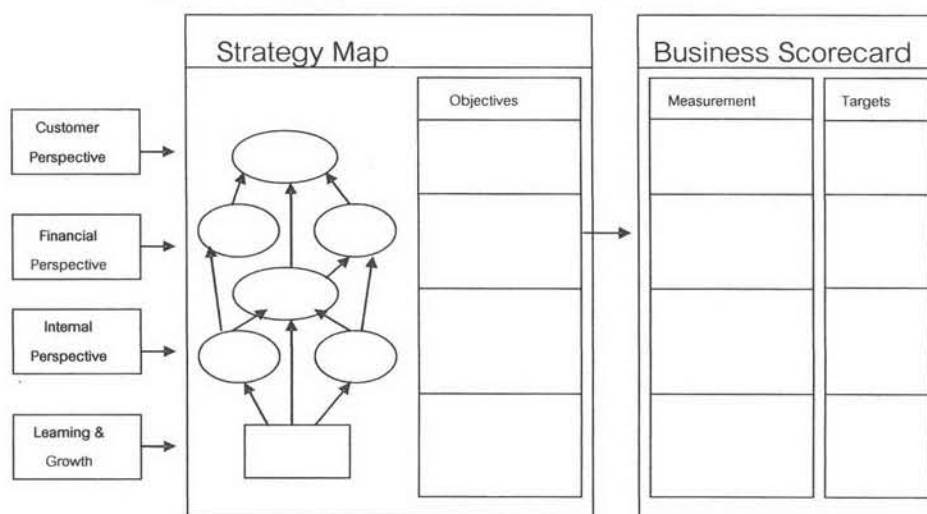 Strategy Map
Business Scorecard
Objectives
Measurement
Targets
Customer
Perspective
Financial
Perspective
Internal
Perspective
Learning &
Growth